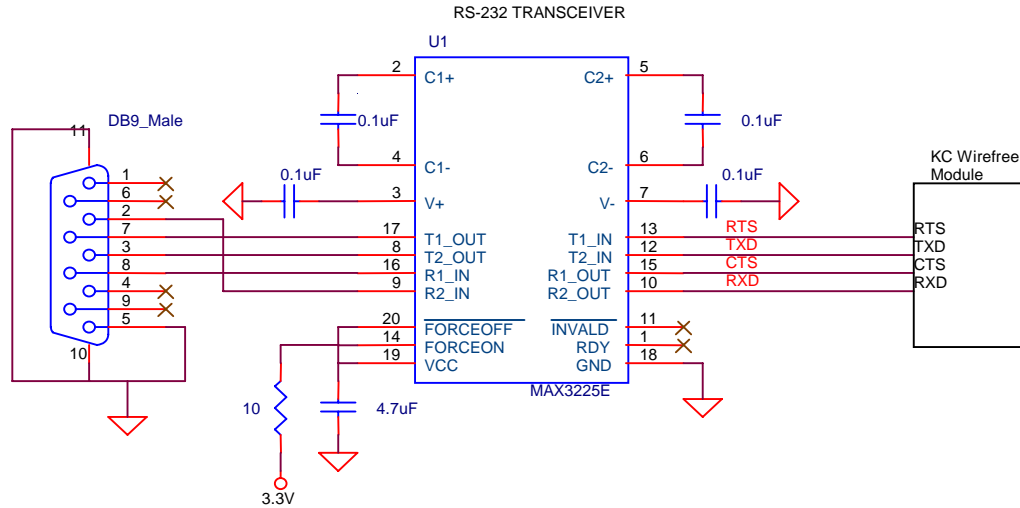 RS-232 TRANSCEIVER
U1
2 C1+ C2+ 5
0.1uF 0.1uF
DB9_Male
11
4 C1- C2- 6
KC Wirefree
Module
1
0.1uF 0.1uF
6
3 V+ V- 7
2
7 17 T1_OUT T1_IN 13 RTS RTS
3 8 T2_OUT T2_IN 12 TXD TXD
8 16 R1_IN R1_OUT 15 CTS CTS
4 9 R2_IN R2_OUT 10 RXD RXD
9
5 20 FORCEOFF INVALD 11
14 FORCEON RDY 1
10 19 VCC GND 18
MAX3225E
10 4.7uF
3.3V